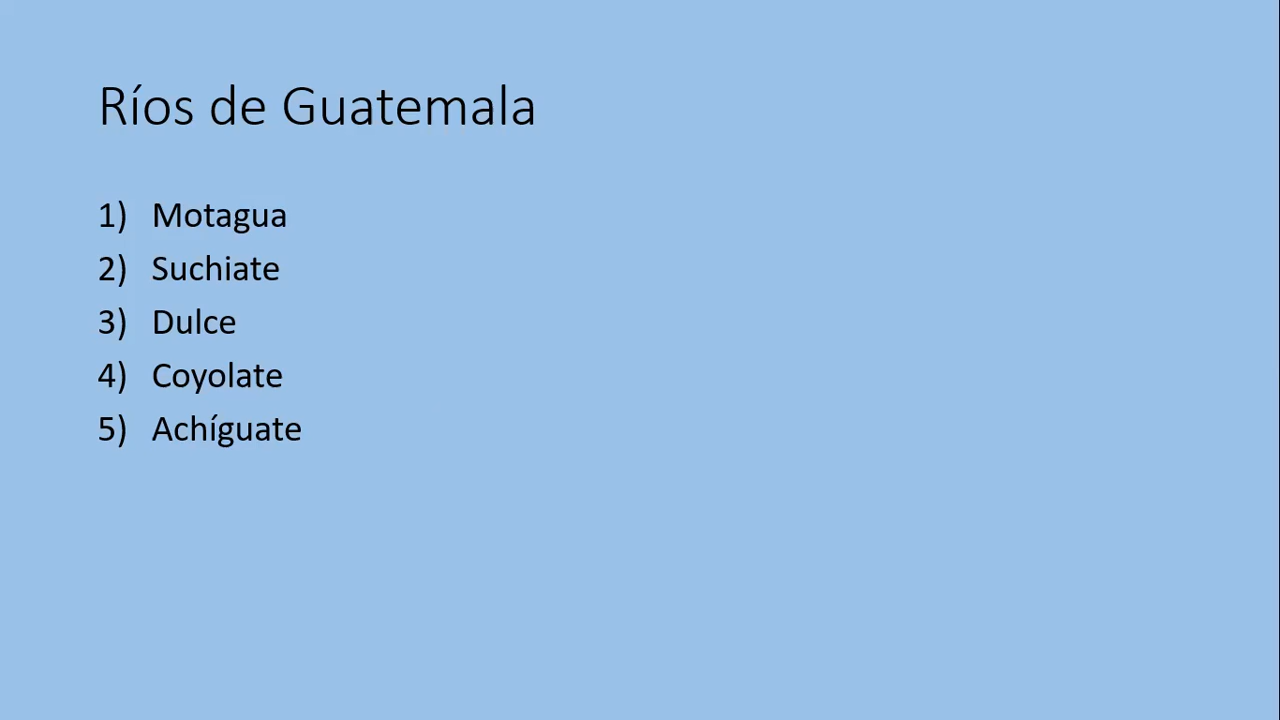 Ríos de Guatemala
1) Motagua
2) Suchiate
3) Dulce
4) Coyolate
5) Achíguate